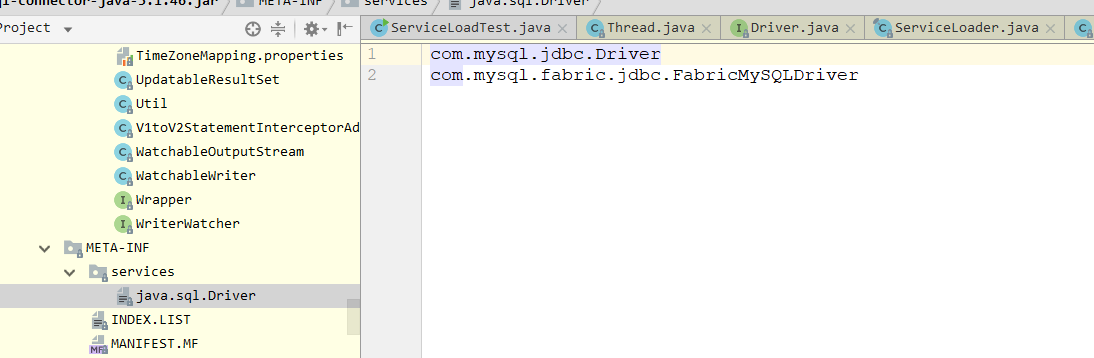 ql-connector-java-5.1.46.jar META-INF services java.sql.Driver
Project
ServiceLoadTest.java Thread.java Driver.java ServiceLoader.java
TimeZoneMapping.properties
UpdatableResultSet
Util
V1toV2StatementInterceptorAd
WatchableOutputStream
WatchableWriter
Wrapper
WriterWatcher
META-INF
services
java.sql.Driver
INDEX.LIST
MANIFEST.MF
1 com.mysql.jdbc.Driver
2 com.mysql.fabric.jdbc.FabricMySQLDriver